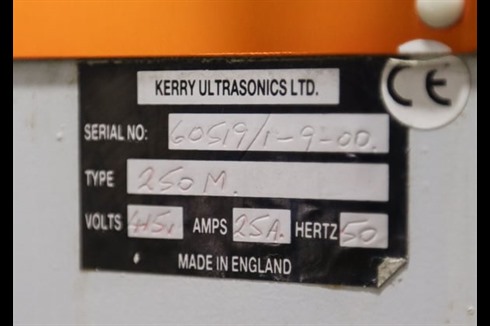 KERRY ULTRASONICS LTD.
SERIAL NO: 60519/1-9-00.
TYPE 250M.
VOLTS 415. AMPS 25A. HERTZ 50
MADE IN ENGLAND
CE